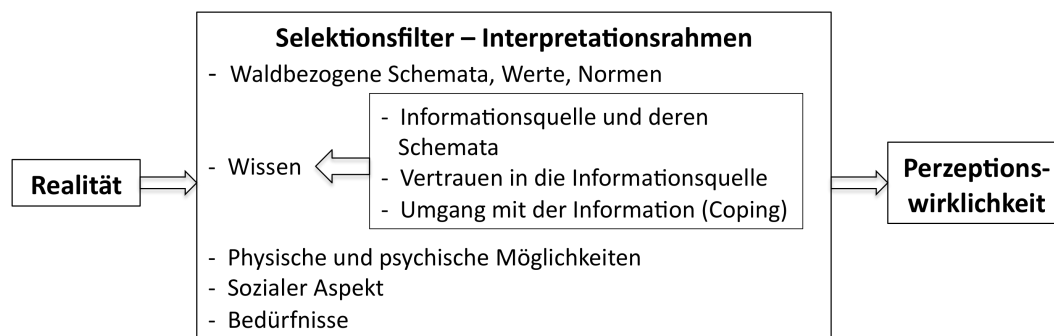 Selektionsfilter – Interpretationsrahmen
- Waldbezogene Schemata, Werte, Normen
- Informationsquelle und deren
Schemata
- Wissen
- Vertrauen in die Informationsquelle
- Umgang mit der Information (Coping)
- Physische und psychische Möglichkeiten
- Sozialer Aspekt
- Bedürfnisse
Realität
Perzeptions-
wirklichkeit